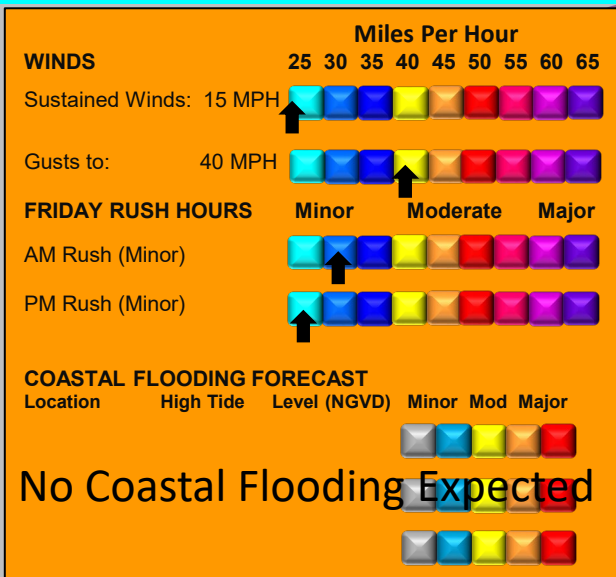 Miles Per Hour
WINDS 25 30 35 40 45 50 55 60 65
Sustained Winds: 15 MPH
Gusts to: 40 MPH
FRIDAY RUSH HOURS Minor Moderate Major
AM Rush (Minor)
PM Rush (Minor)
COASTAL FLOODING FORECAST
Location High Tide Level (NGVD) Minor Mod Major
No Coastal Flooding Expected